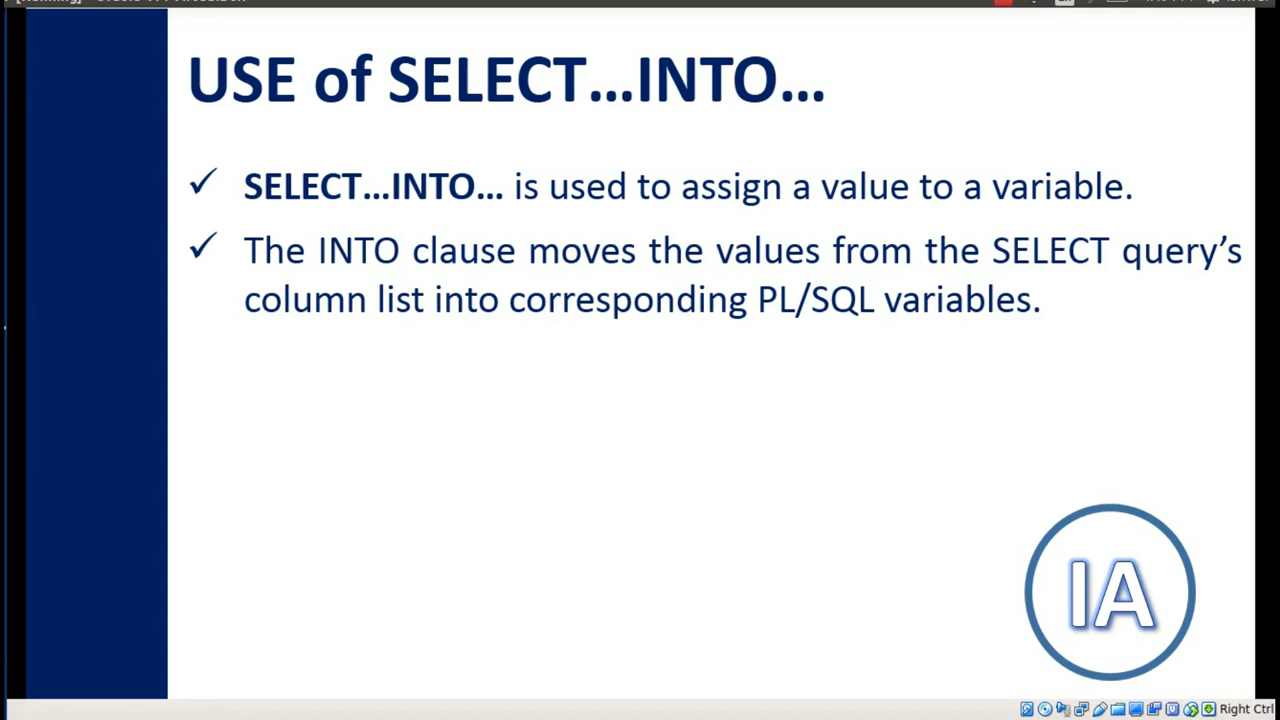 USE of SELECT...INTO...
SELECT...INTO... is used to assign a value to a variable.
The INTO clause moves the values from the SELECT query’s
column list into corresponding PL/SQL variables.
IA
Right Ctrl